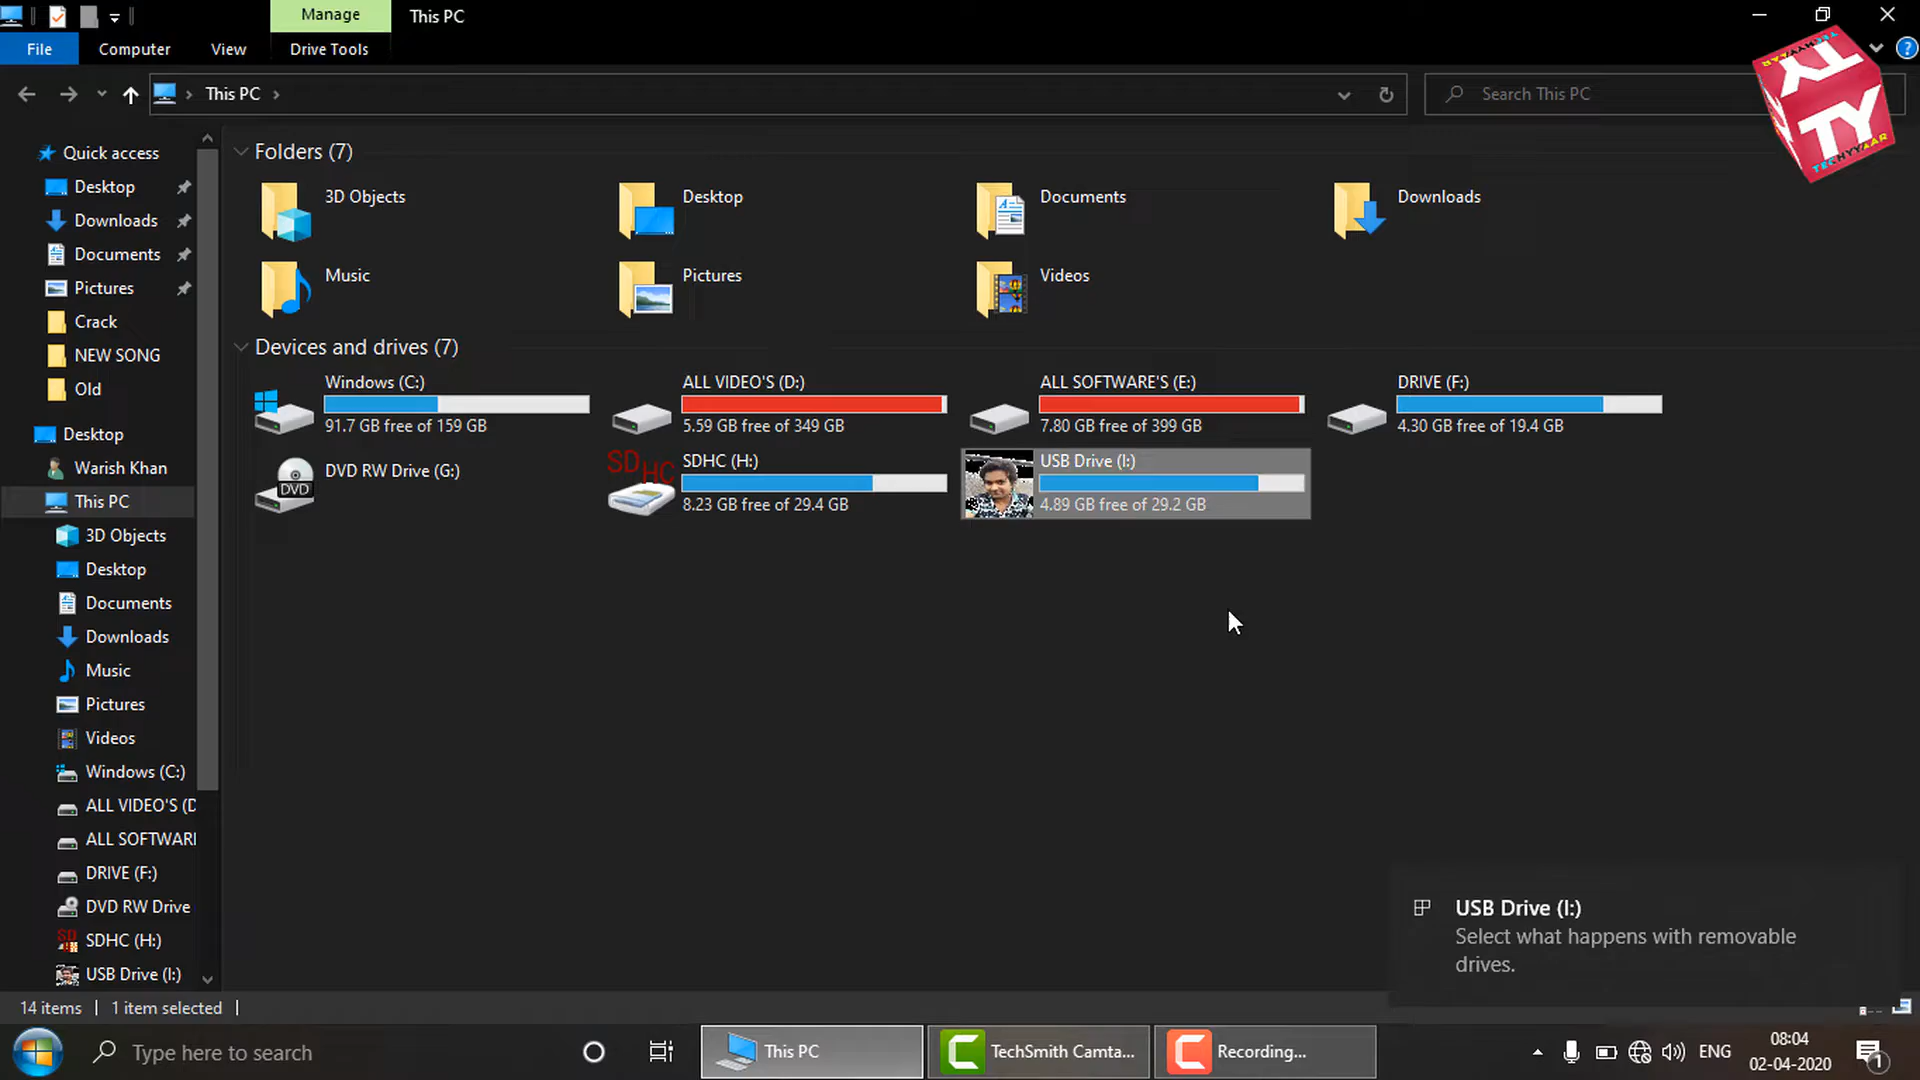 Manage
This PC
File
Computer
View
Drive Tools
This PC
Search This PC
TY
TY
TECHYYAAR
TECHYYAAR
Quick access
Desktop
Downloads
Documents
Pictures
Crack
NEW SONG
Old
Desktop
Warish Khan
This PC
3D Objects
Desktop
Documents
Downloads
Music
Pictures
Videos
Windows (C:)
ALL VIDEO'S (D
ALL SOFTWARI
DRIVE (F:)
DVD RW Drive
SDHC (H:)
USB Drive (I:)
Folders (7)
3D Objects
Desktop
Documents
Downloads
Music
Pictures
Videos
Devices and drives (7)
Windows (C:)
91.7 GB free of 159 GB
ALL VIDEO'S (D:)
5.59 GB free of 349 GB
ALL SOFTWARE'S (E:)
7.80 GB free of 399 GB
DRIVE (F:)
4.30 GB free of 19.4 GB
DVD
DVD RW Drive (G:)
SDHC
SDHC (H:)
8.23 GB free of 29.4 GB
USB Drive (I:)
4.89 GB free of 29.2 GB
USB Drive (I:)
Select what happens with removable
drives.
14 items
1 item selected
Type here to search
This PC
TechSmith Camta...
Recording...
ENG
08:04
02-04-2020
1